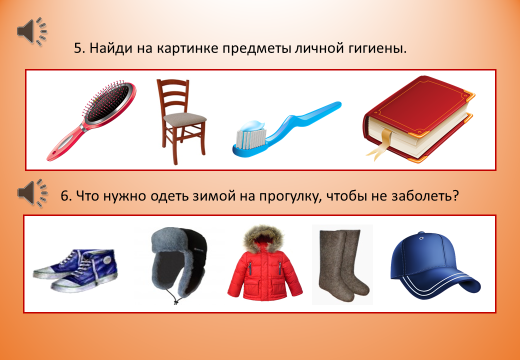 5. Найди на картинке предметы личной гигиены.
6. Что нужно одеть зимой на прогулку, чтобы не заболеть?